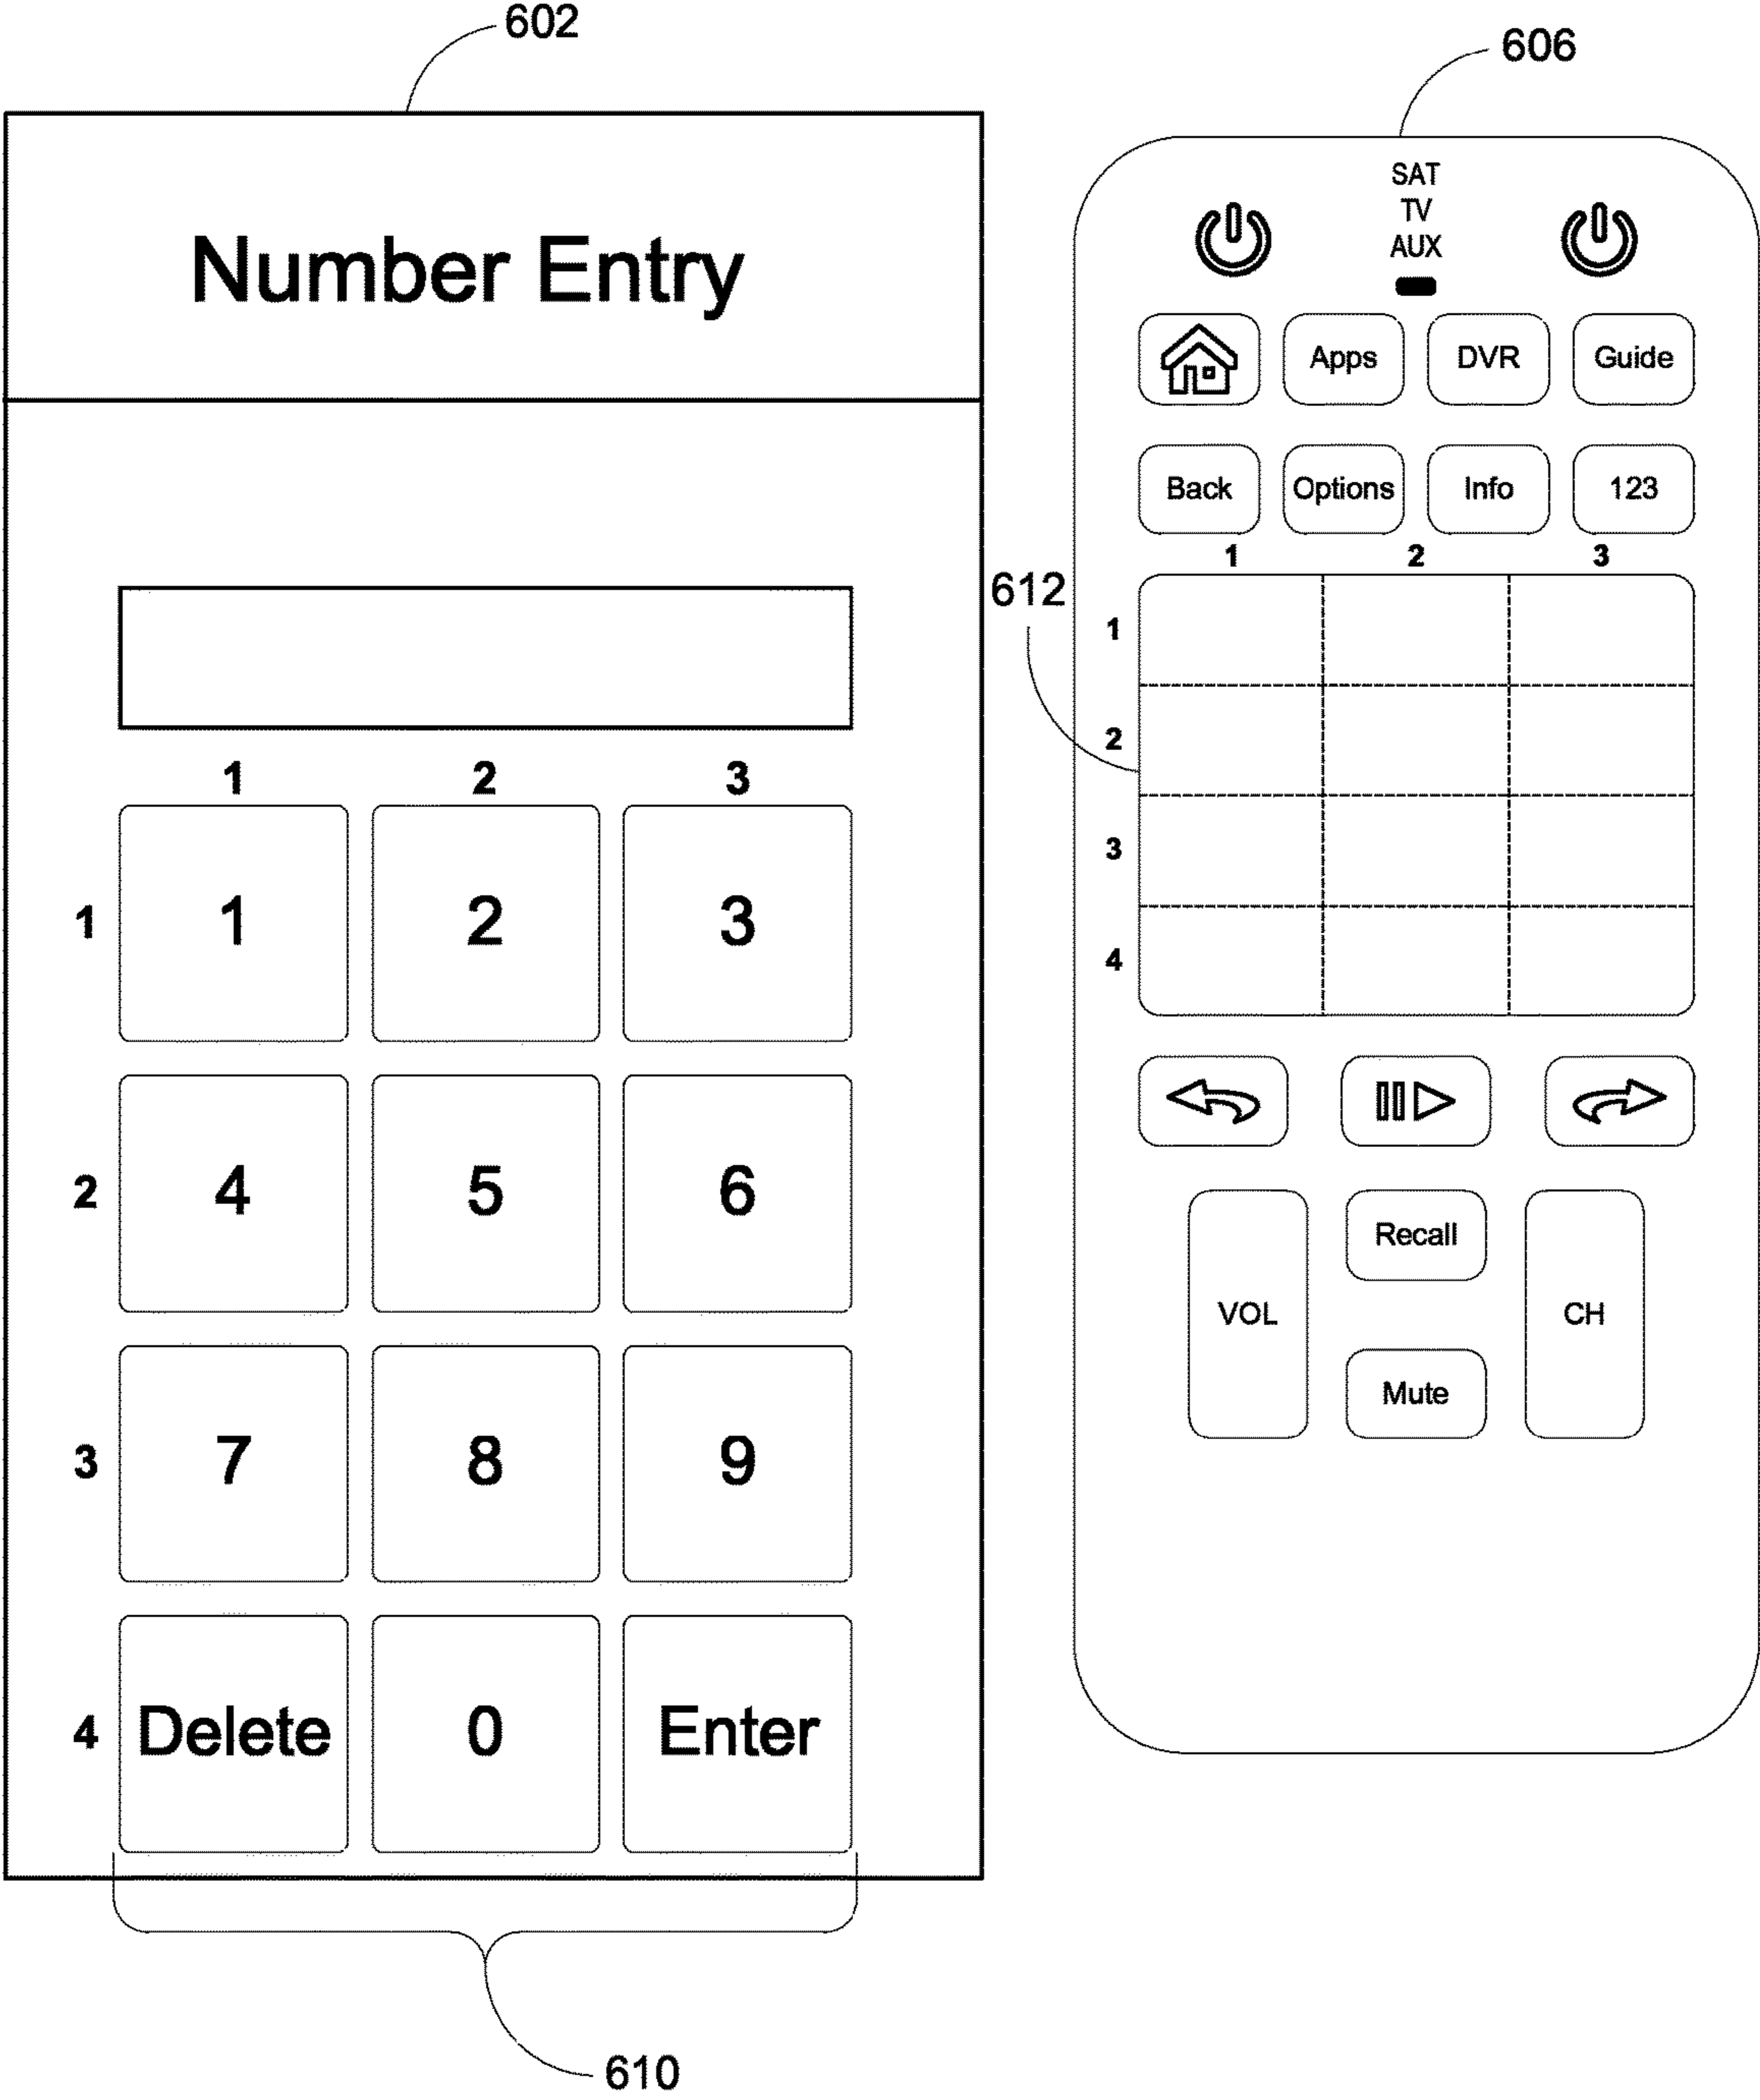 602
Number Entry
1 2 3
1 1 2 3
2 4 5 6
3 7 8 9
4 Delete 0 Enter
610
606
SAT
TV
AUX
Apps DVR Guide
Back Options Info 123
1 2 3
612
1
2
3
4
Recall
VOL CH
Mute